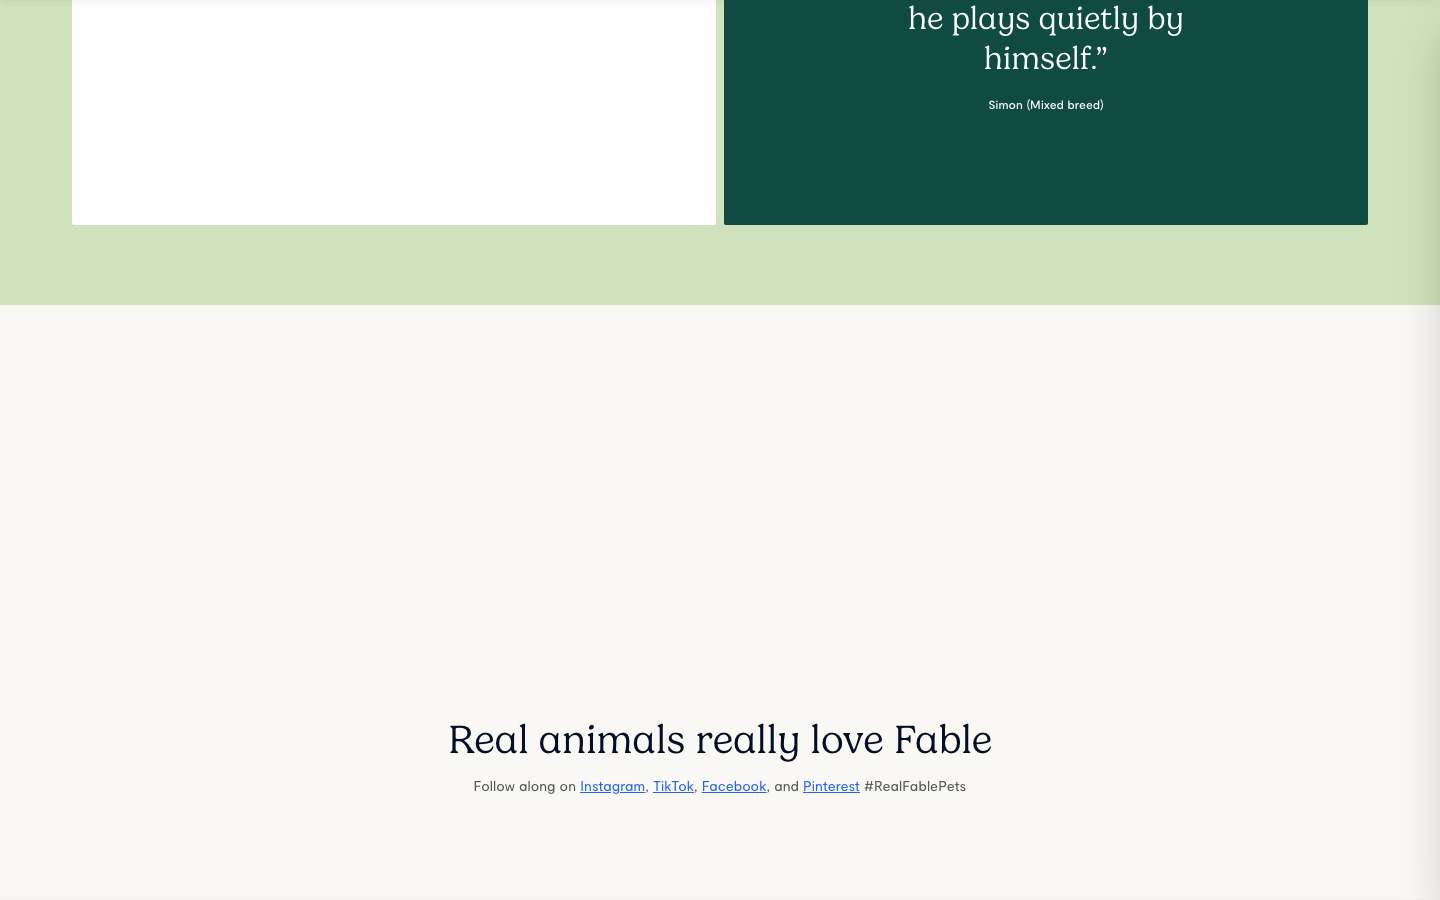 he plays quietly by
himself.”
Simon (Mixed breed)
Real animals really love Fable
Follow along on Instagram, TikTok, Facebook, and Pinterest #RealFablePets